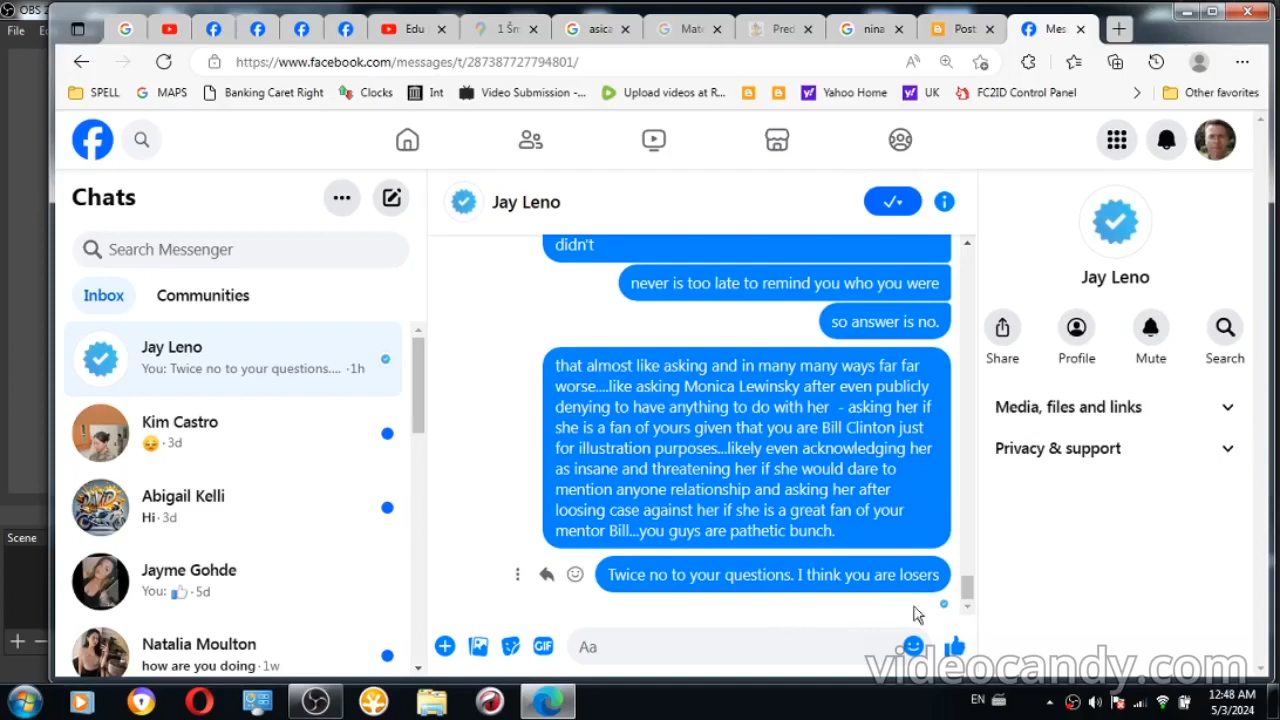 OBS 2
File
Edu
1 Sm
asica
Mate
Pred
nina
Post
Mes
https://www.facebook.com/messages/t/287387727794801/
SPELL
MAPS
Banking Caret Right
Clocks
Int
Video Submission -...
Upload videos at R...
Yahoo Home
UK
FC2ID Control Panel
Other favorites
Chats
Search Messenger
Inbox
Communities
Jay Leno
You: Twice no to your questions.... · 1h
Kim Castro
· 3d
Abigail Kelli
Hi · 3d
Jayme Gohde
You: · 5d
Natalia Moulton
how are you doing · 1w
Jay Leno
didn't
never is too late to remind you who you were
so answer is no.
that almost like asking and in many many ways far far
worse....like asking Monica Lewinsky after even publicly
denying to have anything to do with her - asking her if
she is a fan of yours given that you are Bill Clinton just
for illustration purposes...likely even acknowledging her
as insane and threatening her if she would dare to
mention anyone relationship and asking her after
loosing case against her if she is a great fan of your
mentor Bill...you guys are pathetic bunch.
Twice no to your questions. I think you are losers
GIF
Aa
Jay Leno
Share
Profile
Mute
Search
Media, files and links
Privacy & support
Scene
videocandy.com
EN
12:48 AM
5/3/2024